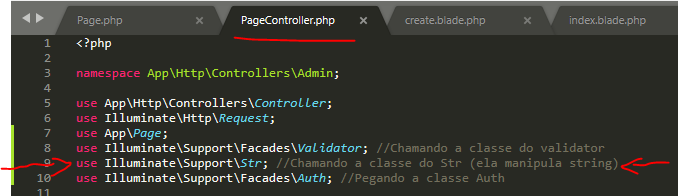 Page.php × PageController.php × create.blade.php × index.blade.php
1 <?php
2
3 namespace App\Http\Controllers\Admin;
4
5 use App\Http\Controllers\Controller;
6 use Illuminate\Http\Request;
7 use App\Page;
8 use Illuminate\Support\Facades\Validator; //Chamando a classe do validator
9 use Illuminate\Support\Str; //Chamando a classe do Str (ela manipula string)
10 use Illuminate\Support\Facades\Auth; //Pegando a classe Auth
11